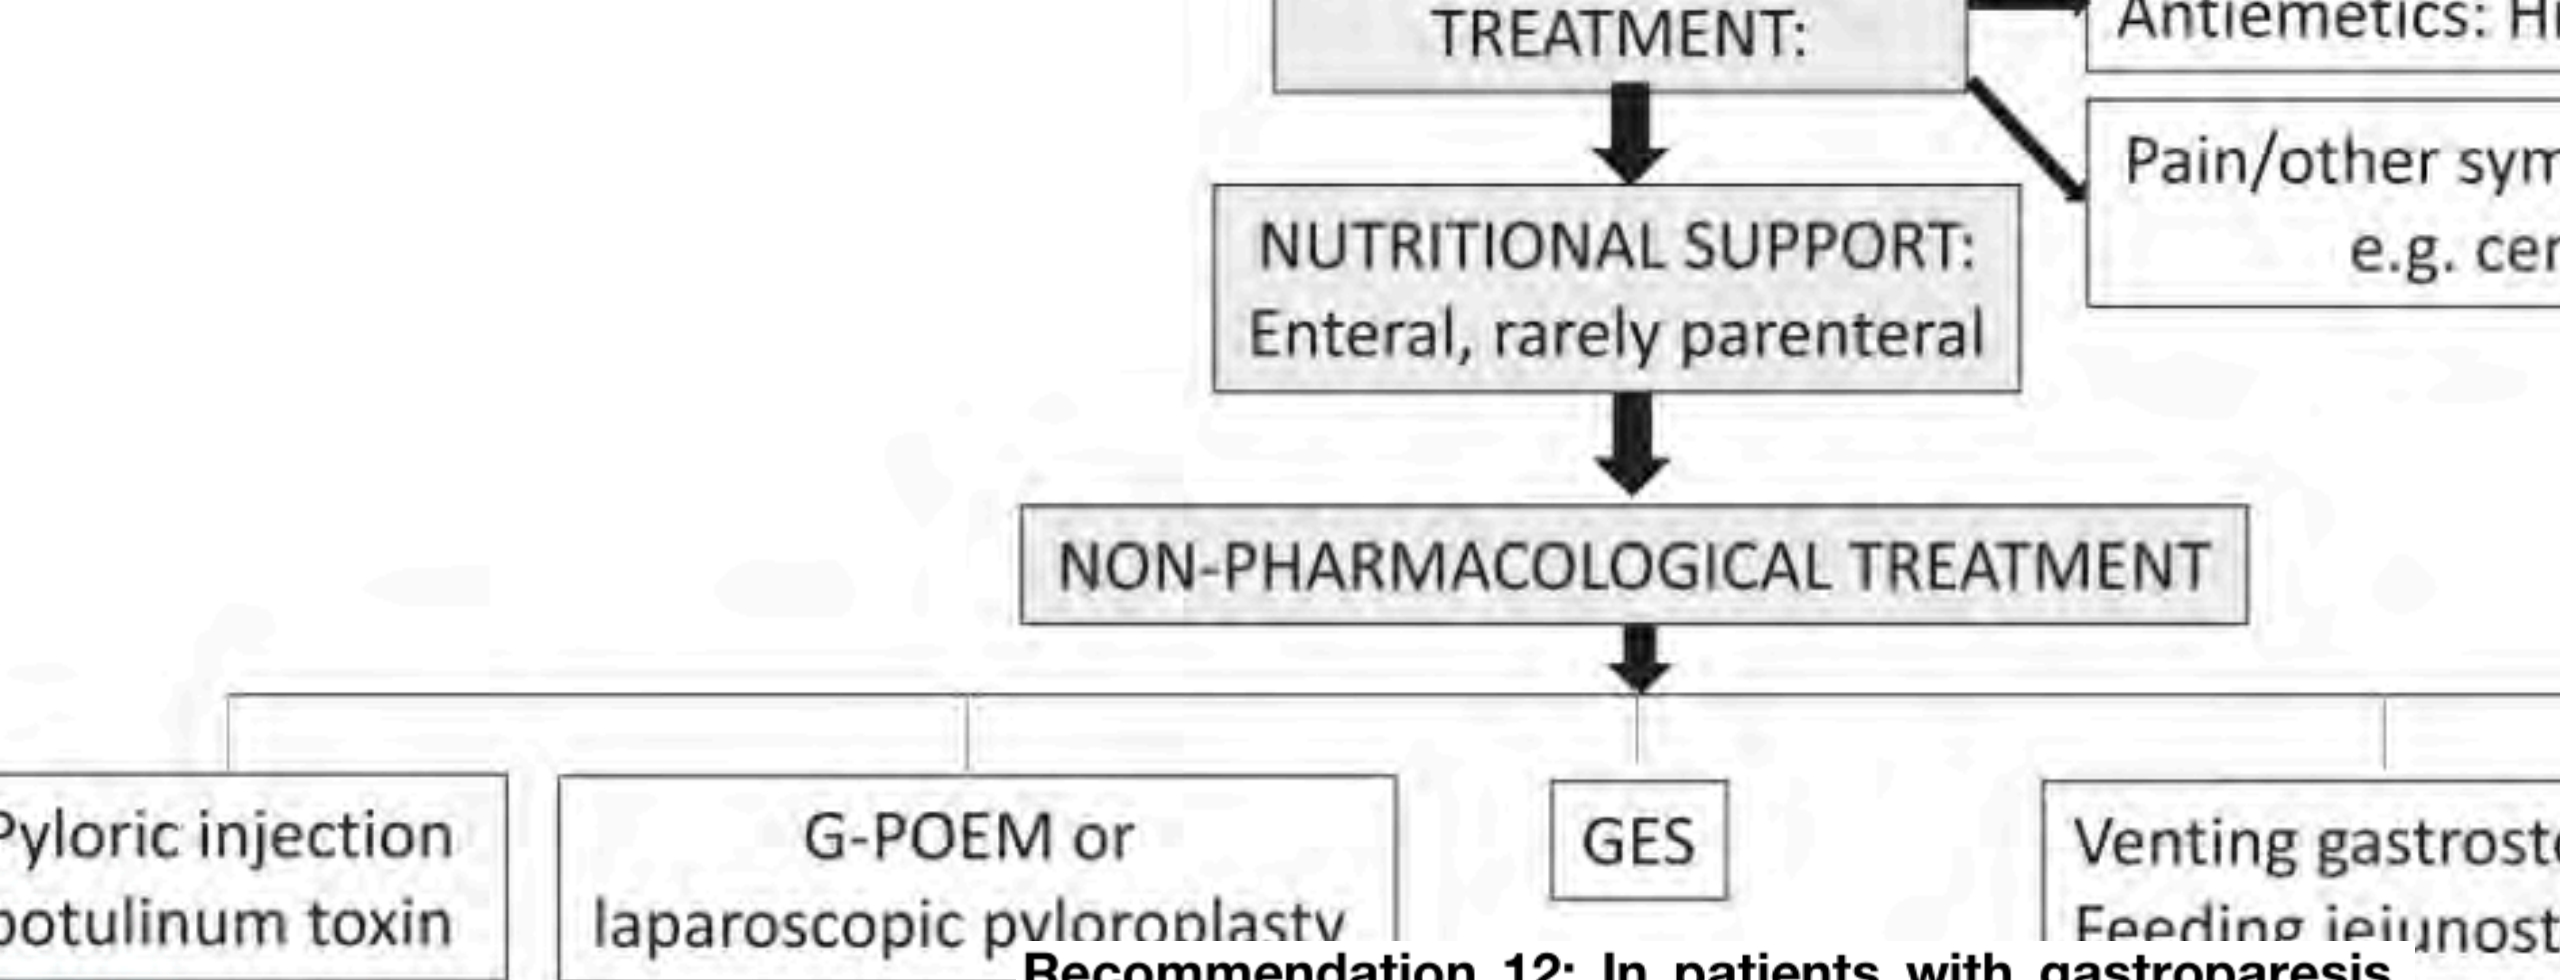 TREATMENT:
Antiemetics:
Pain/other
e.g.
NUTRITIONAL SUPPORT:
Enteral, rarely parenteral
NON-PHARMACOLOGICAL TREATMENT
Pyloric injection
botulinum toxin
G-POEM or
laparoscopic pyloroplasty
GES
Venting
Feeding
Recommendation 12: In patients with gastroparesis